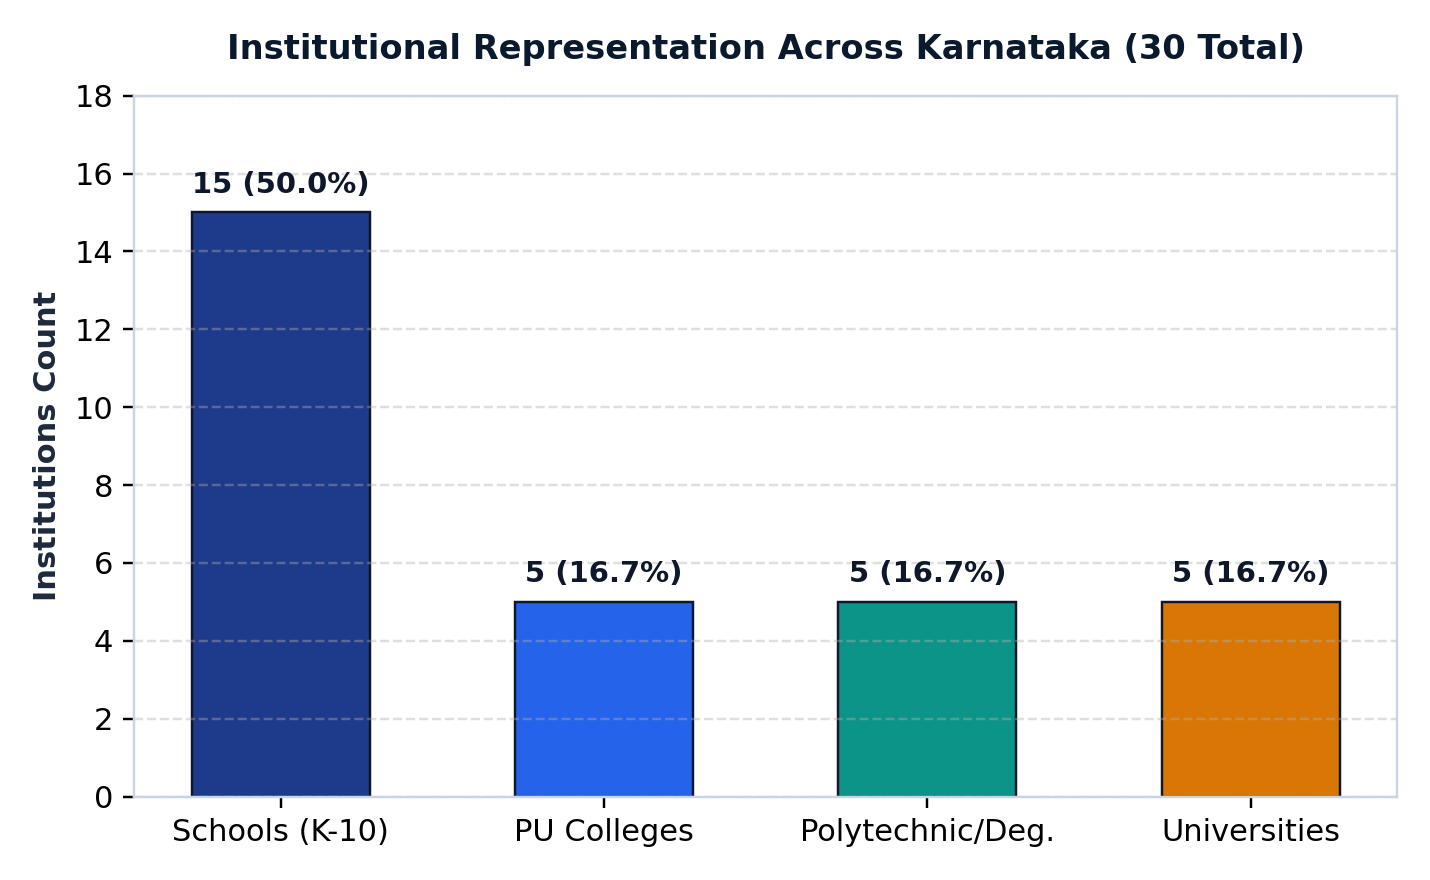 Institutional Representation Across Karnataka (30 Total)
Institutions Count
18
16
14
12
10
8
6
4
2
0
15 (50.0%)
5 (16.7%)
5 (16.7%)
5 (16.7%)
Schools (K-10)
PU Colleges
Polytechnic/Deg.
Universities